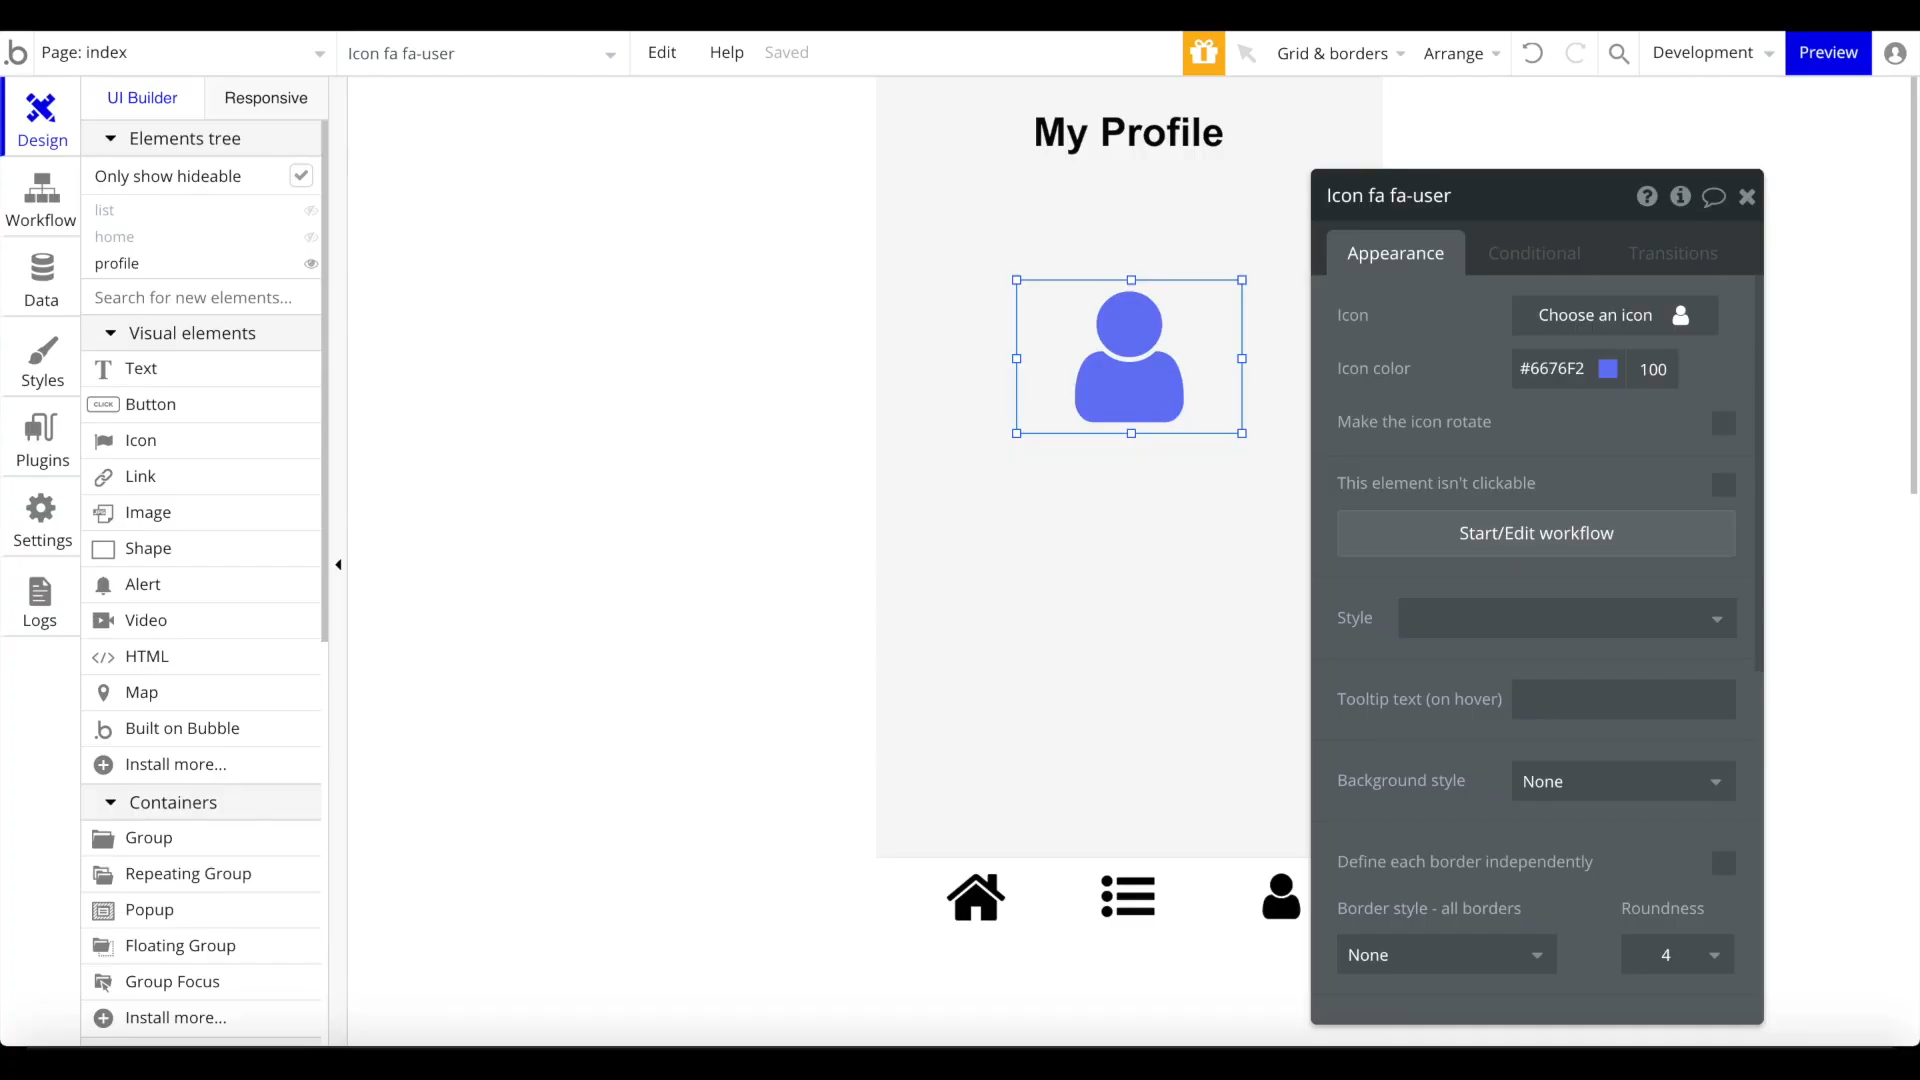 .b
Page: index
Icon fa fa-user
Edit
Help
Saved
Grid & borders
Arrange
Development
Preview
Design
Workflow
Data
Styles
Plugins
Settings
Logs
UI Builder
Responsive
Elements tree
Only show hideable
list
home
profile
Search for new elements...
Visual elements
Text
CLICK
Button
Icon
Link
Image
Shape
Alert
Video
HTML
Map
Built on Bubble
Install more...
Containers
Group
Repeating Group
Popup
Floating Group
Group Focus
Install more...
My Profile
Icon fa fa-user
Appearance
Conditional
Transitions
Icon
Choose an icon
Icon color
#6676F2
100
Make the icon rotate
This element isn't clickable
Start/Edit workflow
Style
Tooltip text (on hover)
Background style
None
Define each border independently
Border style - all borders
Roundness
None
4